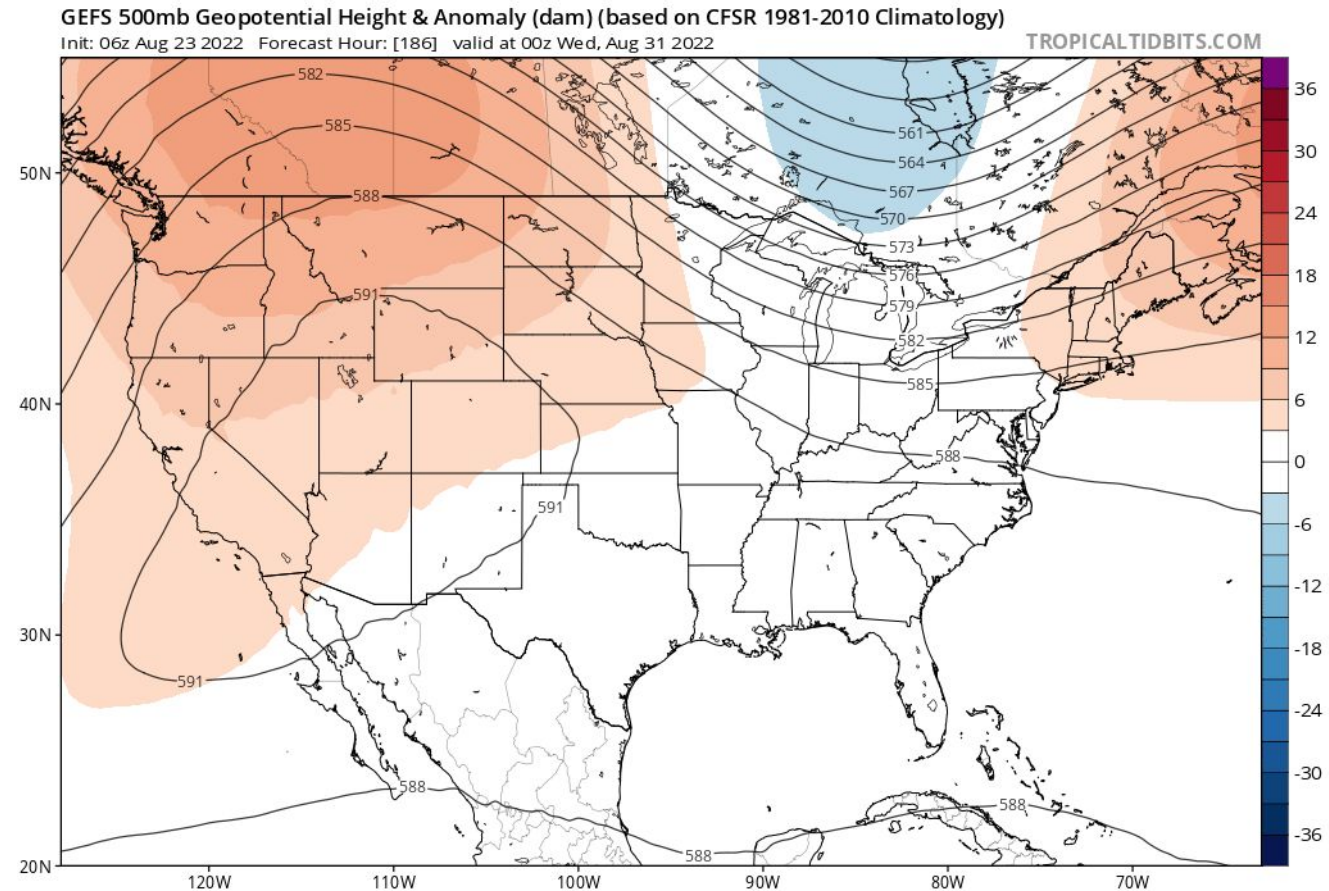 GEFS 500mb Geopotential Height & Anomaly (dam) (based on CFSR 1981-2010 Climatology)
Init: 06z Aug 23 2022 Forecast Hour: [186] valid at 00z Wed, Aug 31 2022 TROPICALTIDBITS.COM
582
585
588
591
561
564
567
570
573
576
579
582
585
588
591
591
588
588
588
50N
40N
30N
20N
120W
110W
100W
90W
80W
70W
36
30
24
18
12
6
0
-6
-12
-18
-24
-30
-36